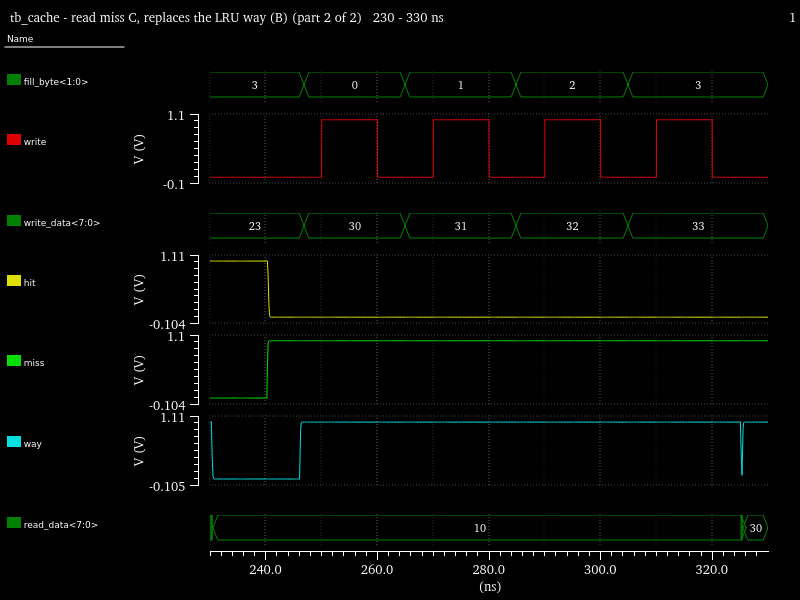 tb_cache - read miss C, replaces the LRU way (B) (part 2 of 2)   230 - 330 ns   1
Name
fill_byte<1:0>   3   0   1   2   3
1.1
write   V (V)
-0.1
write_data<7:0>   23   30   31   32   33
1.11
hit   V (V)
-0.104
1.1
miss   V (V)
-0.104
1.11
way   V (V)
-0.105
read_data<7:0>   10   30
240.0   260.0   280.0   300.0   320.0
(ns)